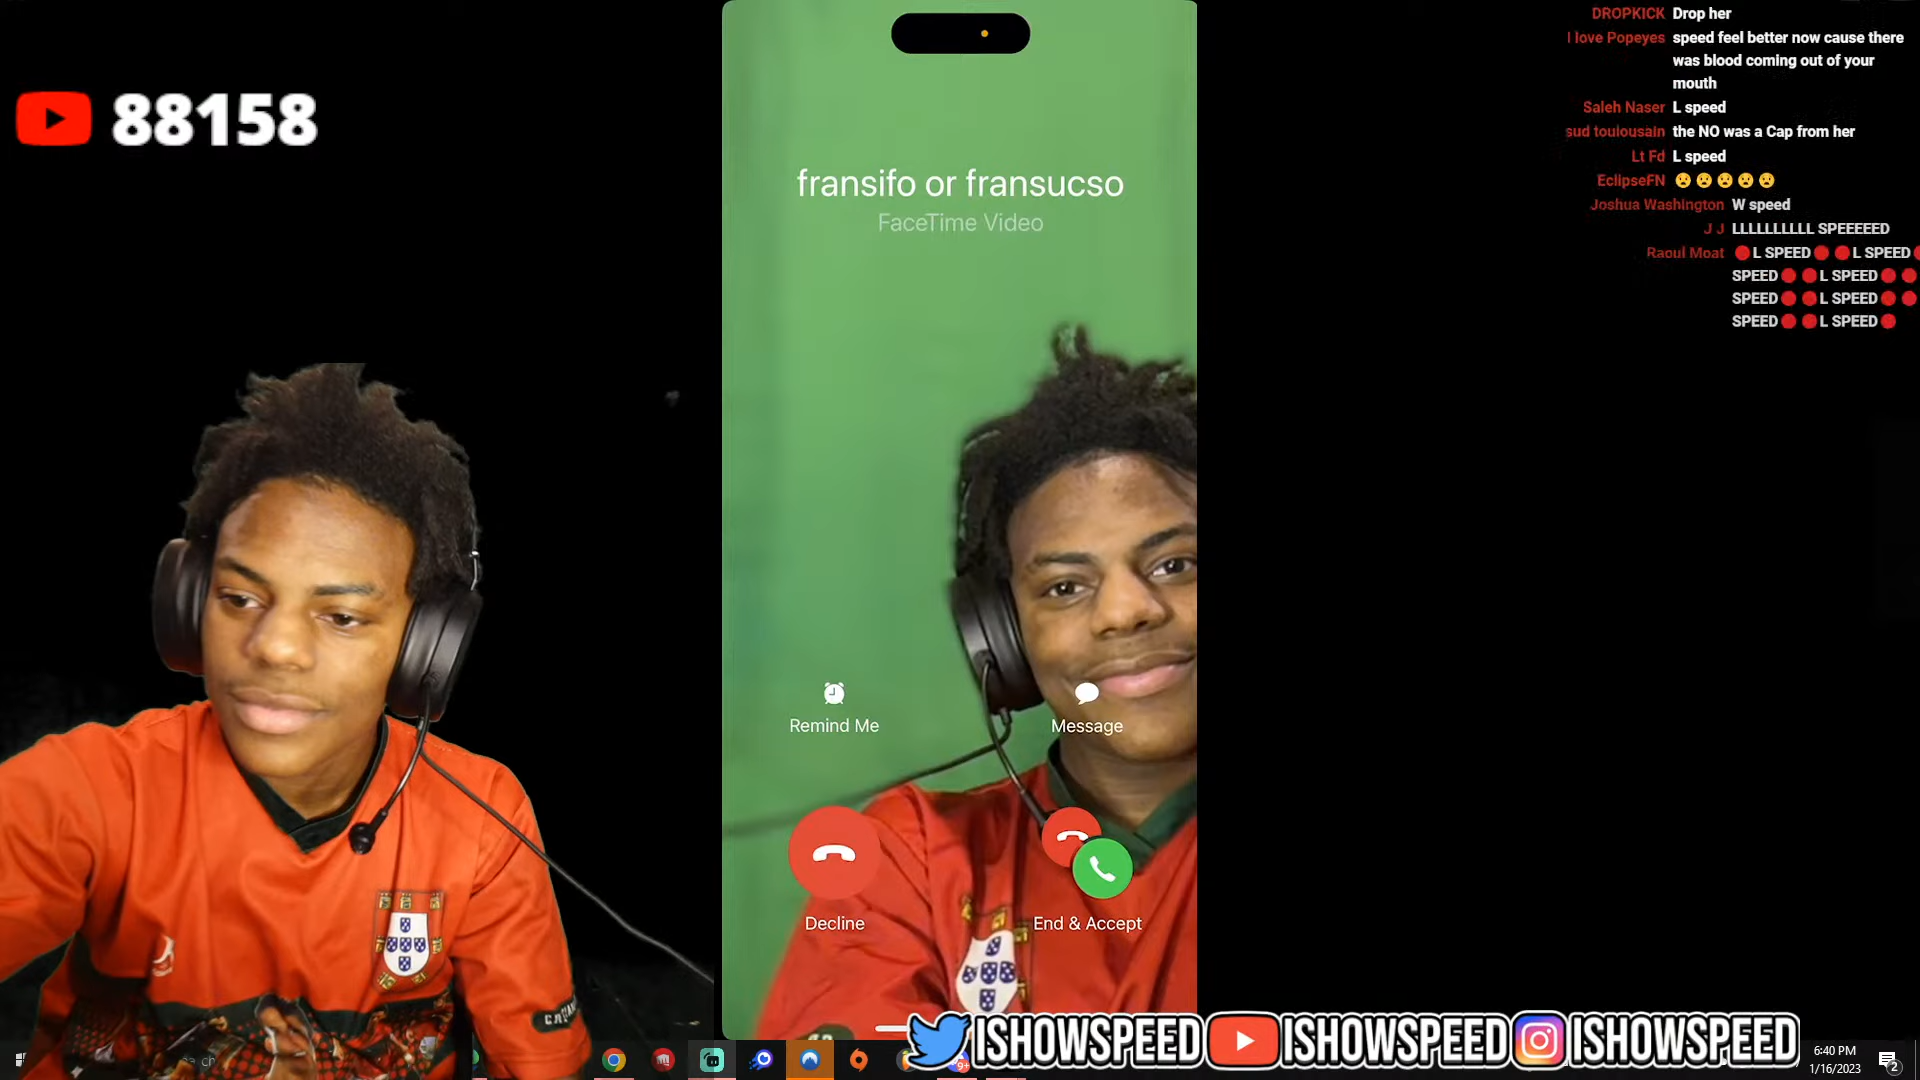 88158
fransifo or fransucso
FaceTime Video
Remind Me
Message
Decline
End & Accept
DROPKICK Drop her
I love Popeyes speed feel better now cause there
was blood coming out of your
mouth
Saleh Naser L speed
sud toulousain the NO was a Cap from her
Lt Fd L speed
EclipseFN 😟😟😟😟😟
Joshua Washington W speed
J J LLLLLLLLLL SPEEEEED
Raoul Moat 🔴L SPEED🔴🔴L SPEED
SPEED🔴🔴L SPEED🔴🔴
SPEED🔴🔴L SPEED🔴🔴
SPEED🔴🔴L SPEED🔴
ISHOWSPEED ISHOWSPEED ISHOWSPEED
6:40 PM
1/16/2023
2
9+